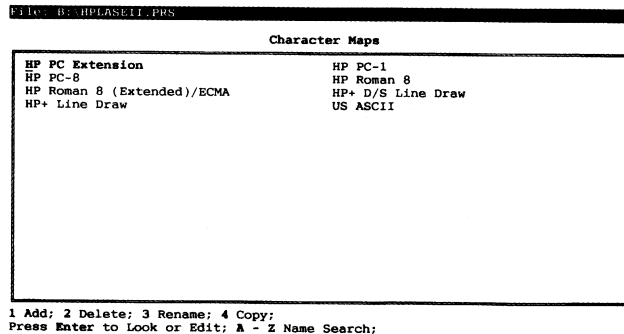 File: B:\HPLASEII.PRS
Character Maps
HP PC Extension HP PC-1
HP PC-8 HP Roman 8
HP Roman 8 (Extended)/ECMA HP+ D/S Line Draw
HP+ Line Draw US ASCII
1 Add; 2 Delete; 3 Rename; 4 Copy;
Press Enter to Look or Edit; A - Z Name Search;